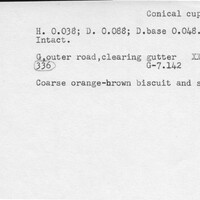 Conical cup
H. 0.038; D. 0.088; D.base 0.048.
Intact.
G,outer road,clearing gutter
336 G-7.142
Coarse orange-brown biscuit and